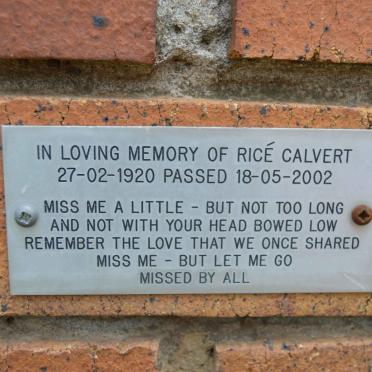 IN LOVING MEMORY OF RICÉ CALVERT
27-02-1920 PASSED 18-05-2002
MISS ME A LITTLE - BUT NOT TOO LONG
AND NOT WITH YOUR HEAD BOWED LOW
REMEMBER THE LOVE THAT WE ONCE SHARED
MISS ME - BUT LET ME GO
MISSED BY ALL